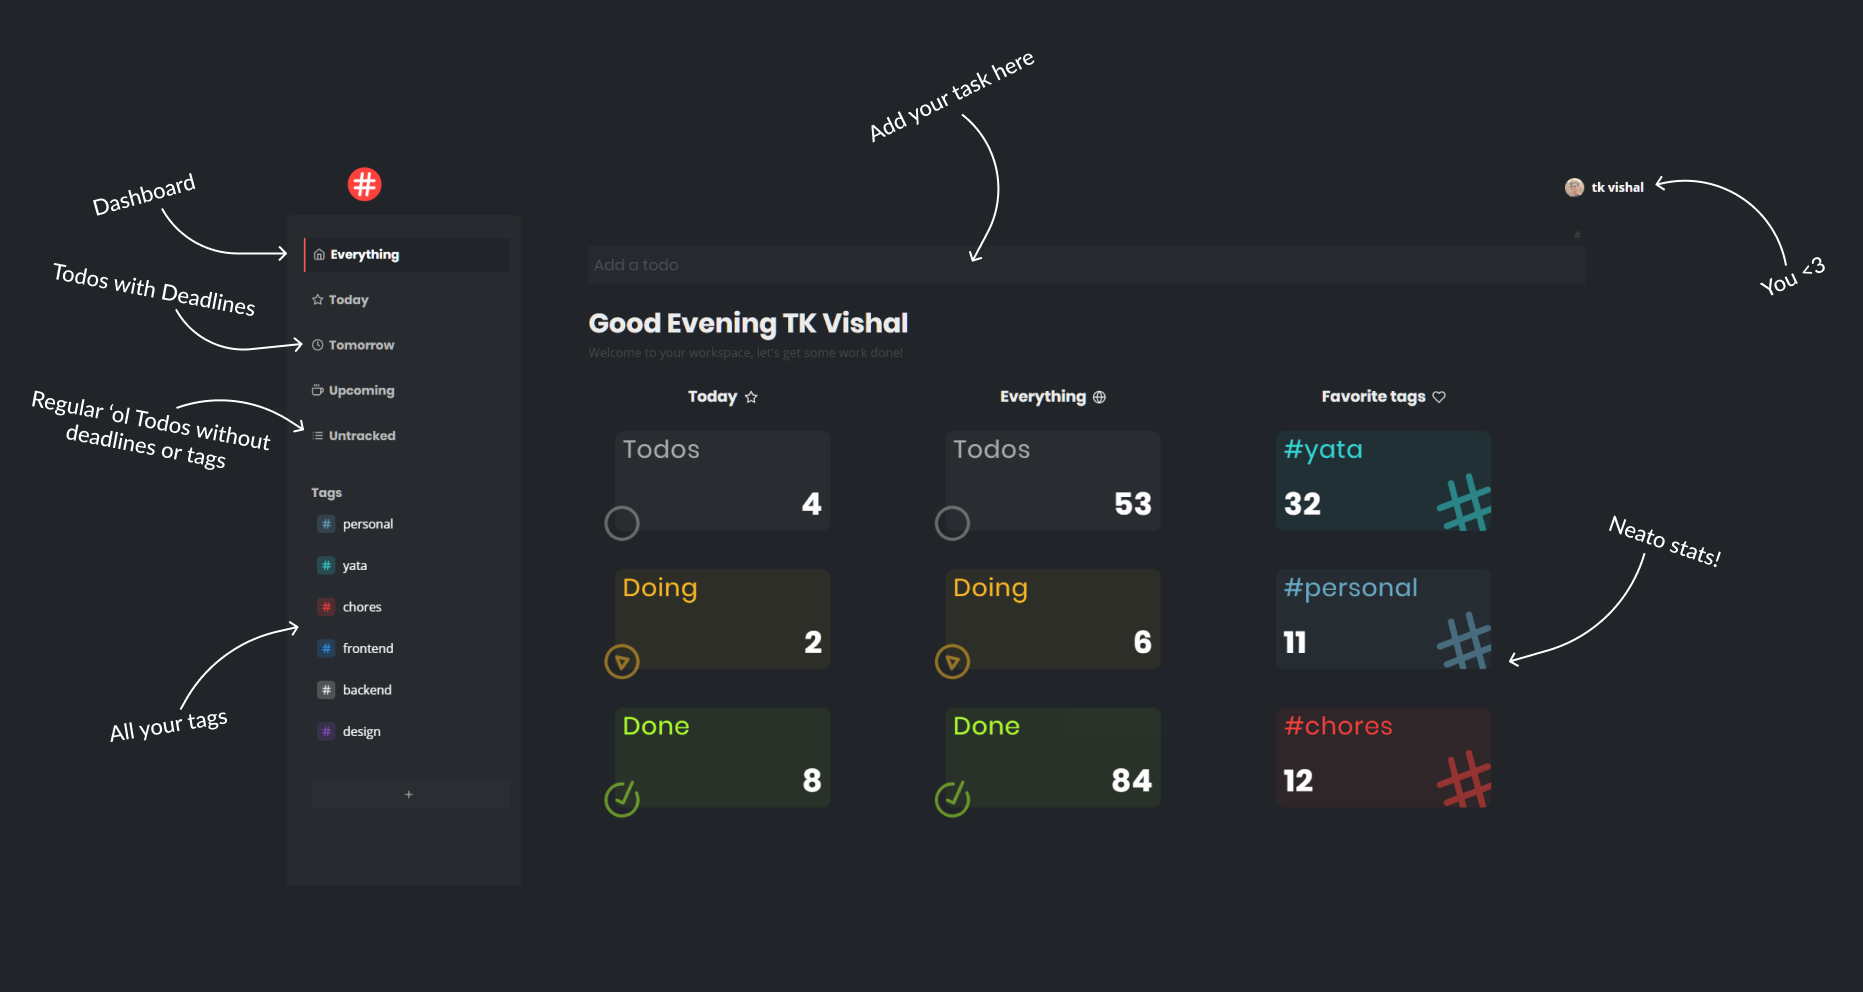 Add your task here
Dashboard
#
tk vishal
#
Everything
Add a todo
You <3
Todos with Deadlines
Today
Good Evening TK Vishal
Tomorrow
Welcome to your workspace, let's get some work done!
Upcoming
Today
Everything
Favorite tags
Regular ‘ol Todos without
deadlines or tags
Untracked
Todos
4
Todos
53
#yata
32
#
Tags
# personal
# yata
# chores
# frontend
# backend
# design
+
All your tags
Neato stats!
Doing
2
Doing
6
#personal
11
#
Done
8
Done
84
#chores
12
#